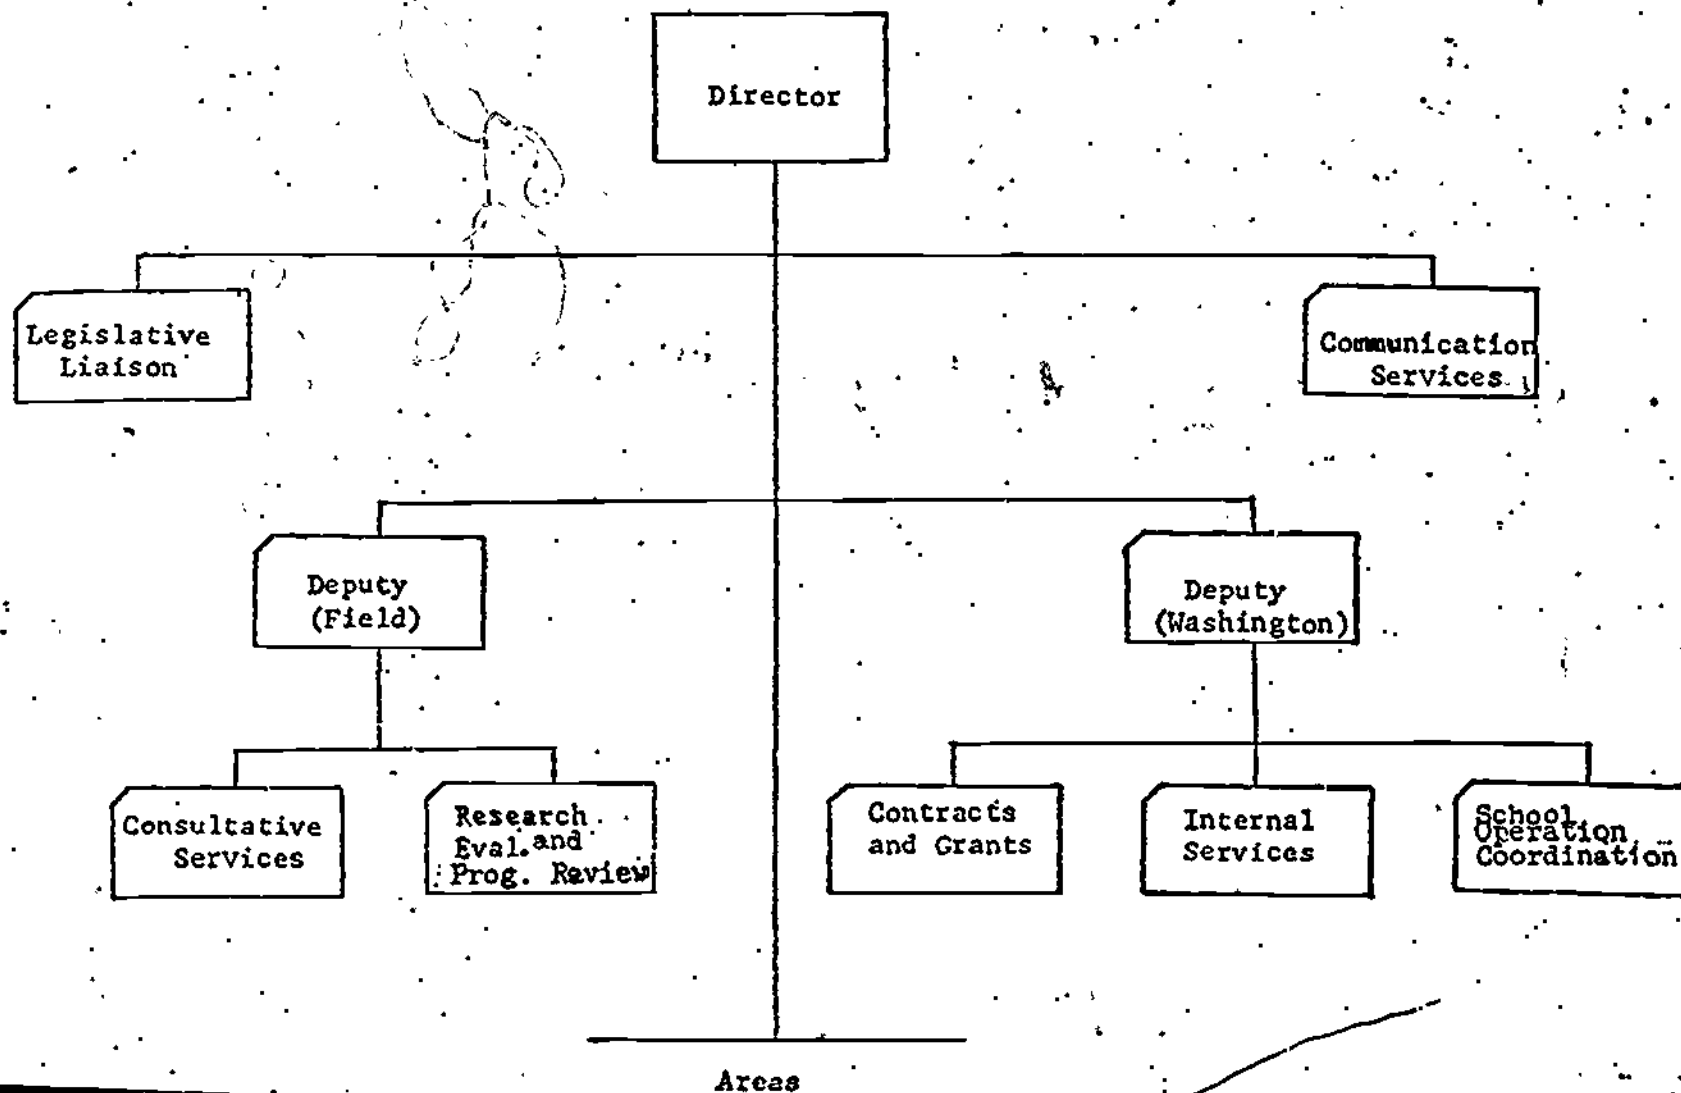 Director
Legislative
Liaison
Communication
Services
Deputy
(Field)
Deputy
(Washington)
Consultative
Services
Research
Eval. and
Prog. Review
Contracts
and Grants
Internal
Services
School
Operation
Coordination
Areas